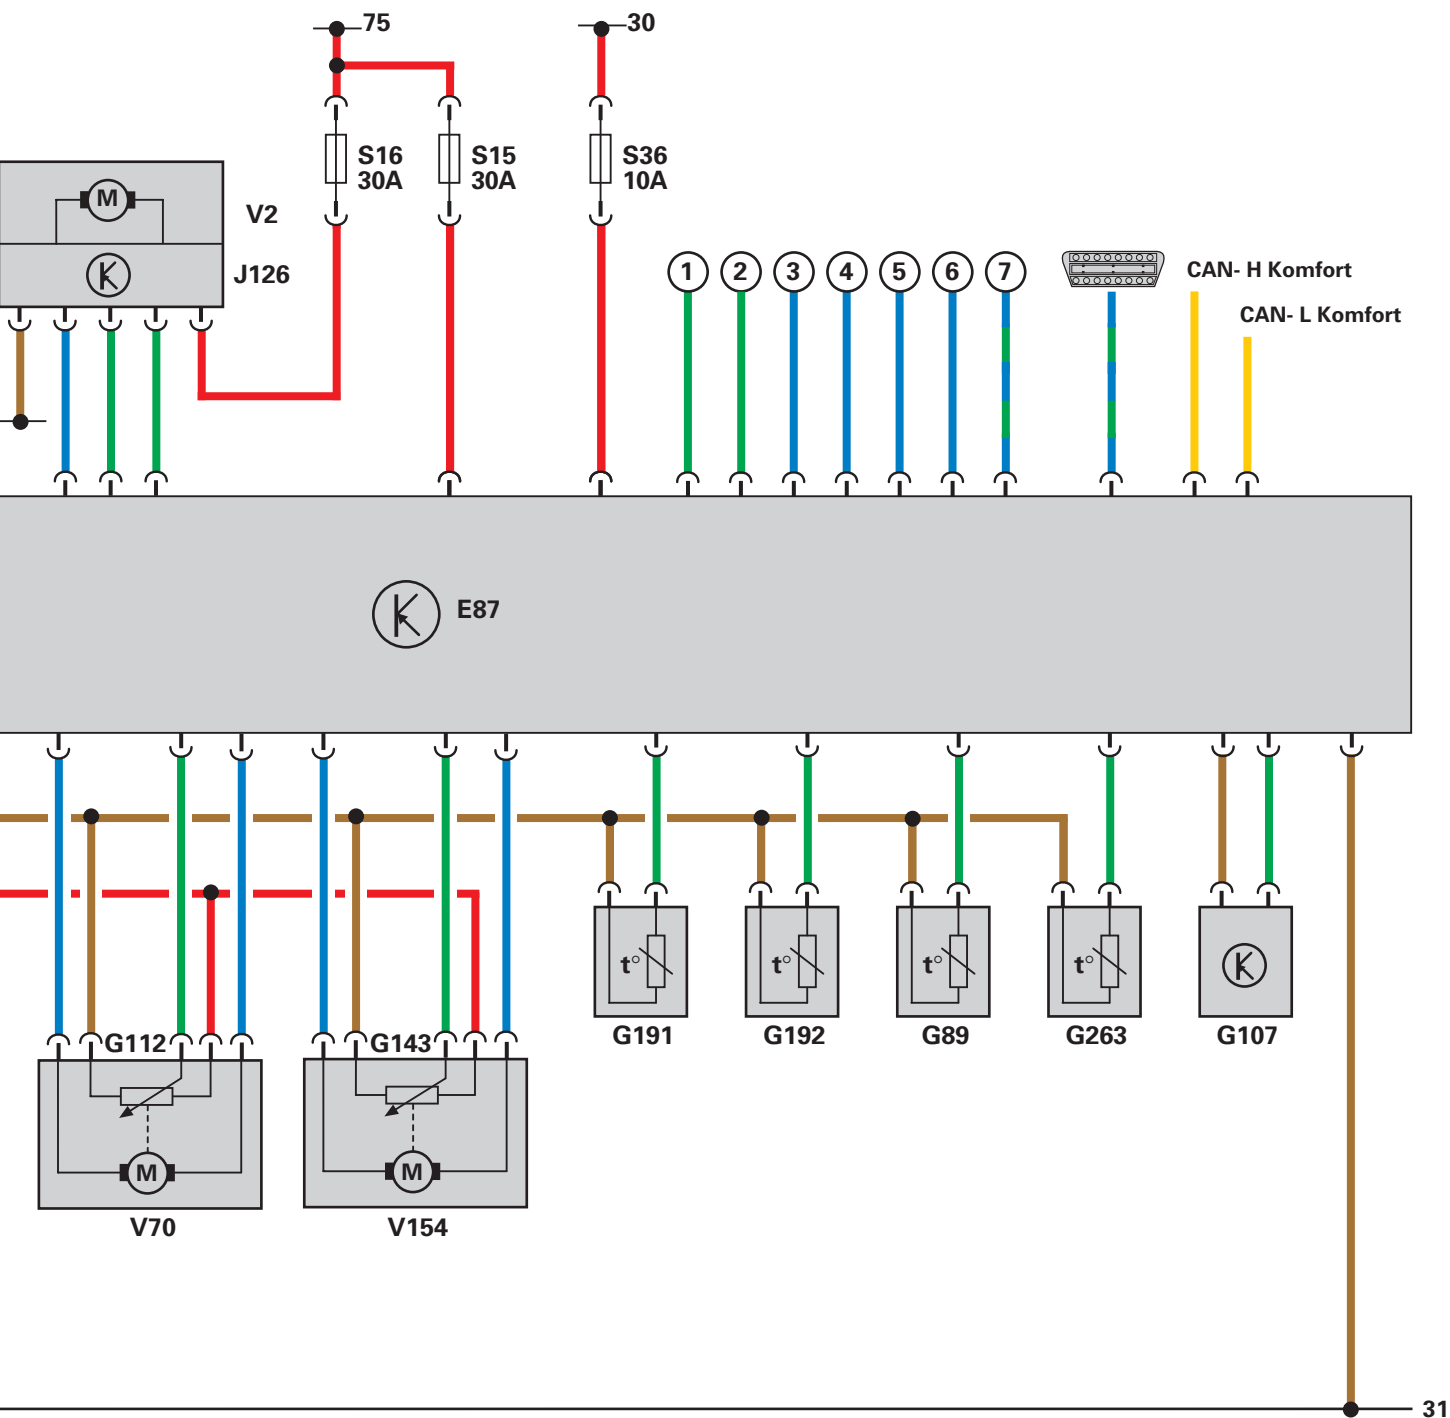 75
30
S16
30A
S15
30A
S36
10A
M
V2
J126
1
2
3
4
5
6
7
CAN- H Komfort
CAN- L Komfort
E87
t°
t°
t°
t°
G191
G192
G89
G263
G107
G112
G143
M
M
V70
V154
31